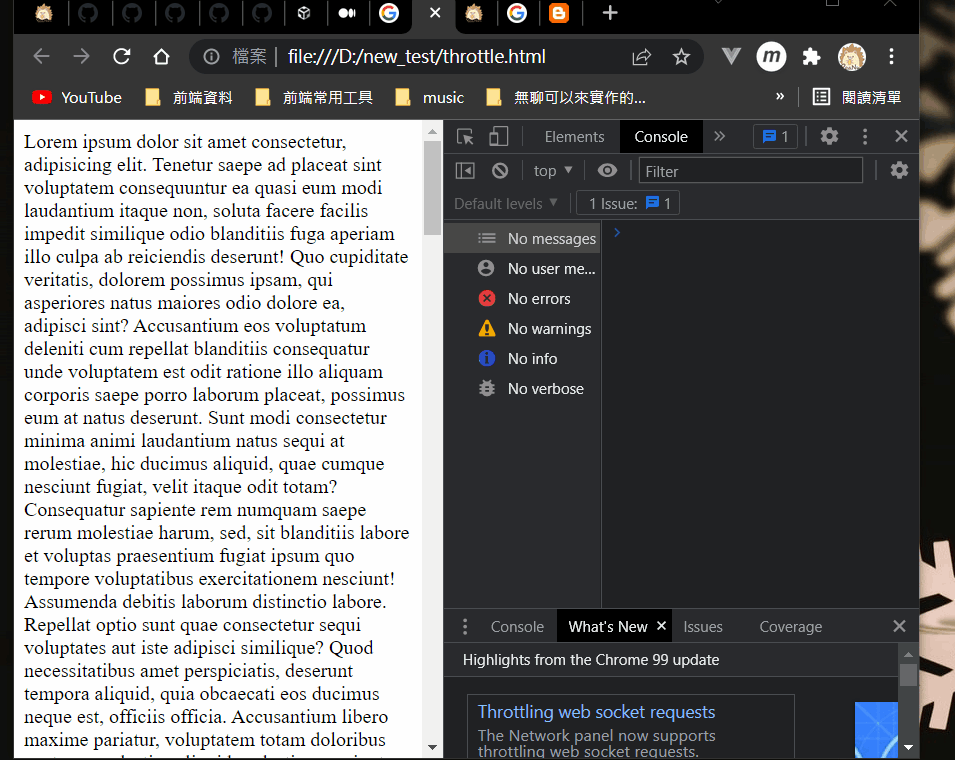 檔案 file:///D:/new_test/throttle.html
m
YouTube 前端資料 前端常用工具 music 無聊可以來實作的... » 閱讀清單
Lorem ipsum dolor sit amet consectetur,
adipisicing elit. Tenetur saepe ad placeat sint
voluptatem consequuntur ea quasi eum modi
laudantium itaque non, soluta facere facilis
impedit similique odio blanditiis fuga aperiam
illo culpa ab reiciendis deserunt! Quo cupiditate
veritatis, dolorem possimus ipsam, qui
asperiores natus maiores odio dolore ea,
adipisci sint? Accusantium eos voluptatum
deleniti cum repellat blanditiis consequatur
unde voluptatem est odit ratione illo aliquam
corporis saepe porro laborum placeat, possimus
eum at natus deserunt. Sunt modi consectetur
minima animi laudantium natus sequi at
molestiae, hic ducimus aliquid, quae cumque
nesciunt fugiat, velit itaque odit totam?
Consequatur sapiente rem numquam saepe
rerum molestiae harum, sed, sit blanditiis labore
et voluptas praesentium fugiat ipsum quo
tempore voluptatibus exercitationem nesciunt!
Assumenda debitis laborum distinctio labore.
Repellat optio sunt quae consectetur sequi
voluptates aut iste adipisci similique? Quod
necessitatibus amet perspiciatis, deserunt
tempora aliquid, quia obcaecati eos ducimus
neque est, officiis officia. Accusantium libero
maxime pariatur, voluptatem totam doloribus
Elements Console » 1
top Filter
Default levels 1 Issue: 1
No messages
No user me...
No errors
No warnings
No info
No verbose
Console What's New Issues Coverage
Highlights from the Chrome 99 update
Throttling web socket requests
The Network panel now supports
throttling web socket requests.